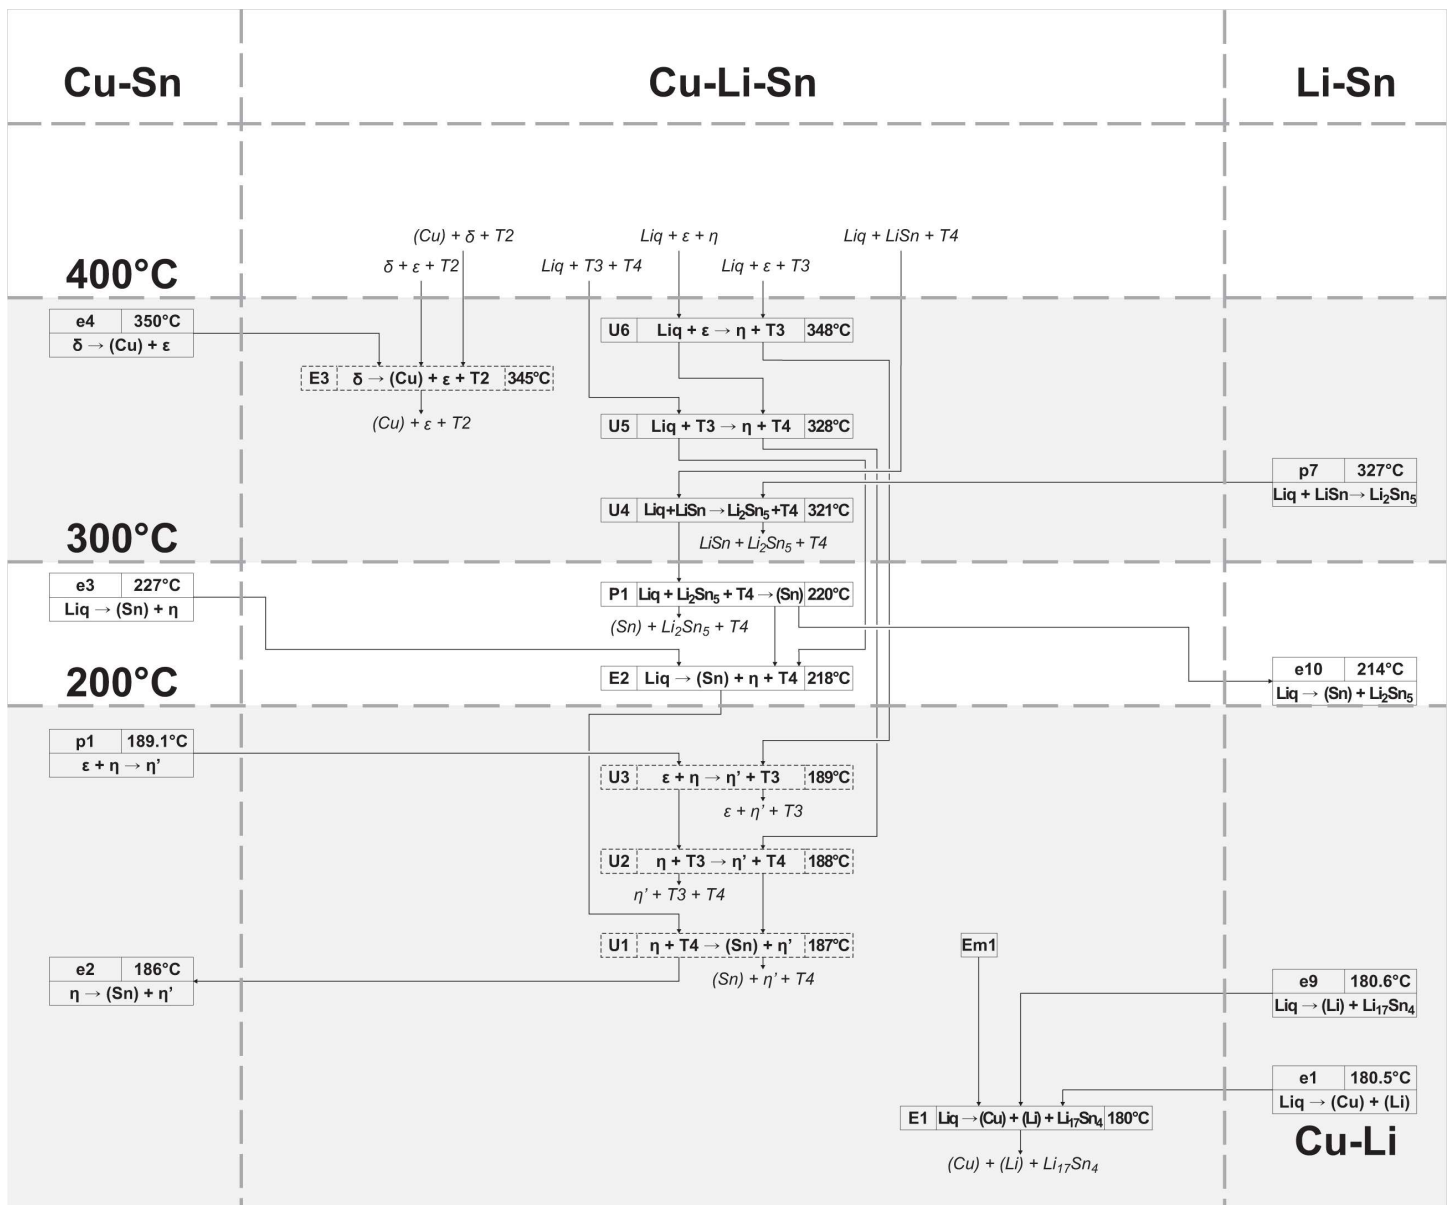 Cu-Sn
Cu-Li-Sn
Li-Sn
(Cu) + δ + T2
Liq + ε + η
Liq + LiSn + T4
δ + ε + T2
Liq + T3 + T4
Liq + ε + T3
400°C
e4 350°C
δ → (Cu) + ε
U6 Liq + ε → η + T3 348°C
E3 δ → (Cu) + ε + T2 345°C
(Cu) + ε + T2
U5 Liq + T3 → η + T4 328°C
p7 327°C
Liq + LiSn → Li₂Sn₅
U4 Liq+LiSn → Li₂Sn₅+T4 321°C
LiSn + Li₂Sn₅ + T4
300°C
e3 227°C
Liq → (Sn) + η
P1 Liq + Li₂Sn₅ + T4 → (Sn) 220°C
(Sn) + Li₂Sn₅ + T4
E2 Liq → (Sn) + η + T4 218°C
e10 214°C
Liq → (Sn) + Li₂Sn₅
200°C
p1 189.1°C
ε + η → η’
U3 ε + η → η’ + T3 189°C
ε + η’ + T3
U2 η + T3 → η’ + T4 188°C
η’ + T3 + T4
U1 η + T4 → (Sn) + η’ 187°C
(Sn) + η’ + T4
Em1
e2 186°C
η → (Sn) + η’
e9 180.6°C
Liq → (Li) + Li₁₇Sn₄
e1 180.5°C
Liq → (Cu) + (Li)
E1 Liq → (Cu) + (Li) + Li₁₇Sn₄ 180°C
Cu-Li
(Cu) + (Li) + Li₁₇Sn₄